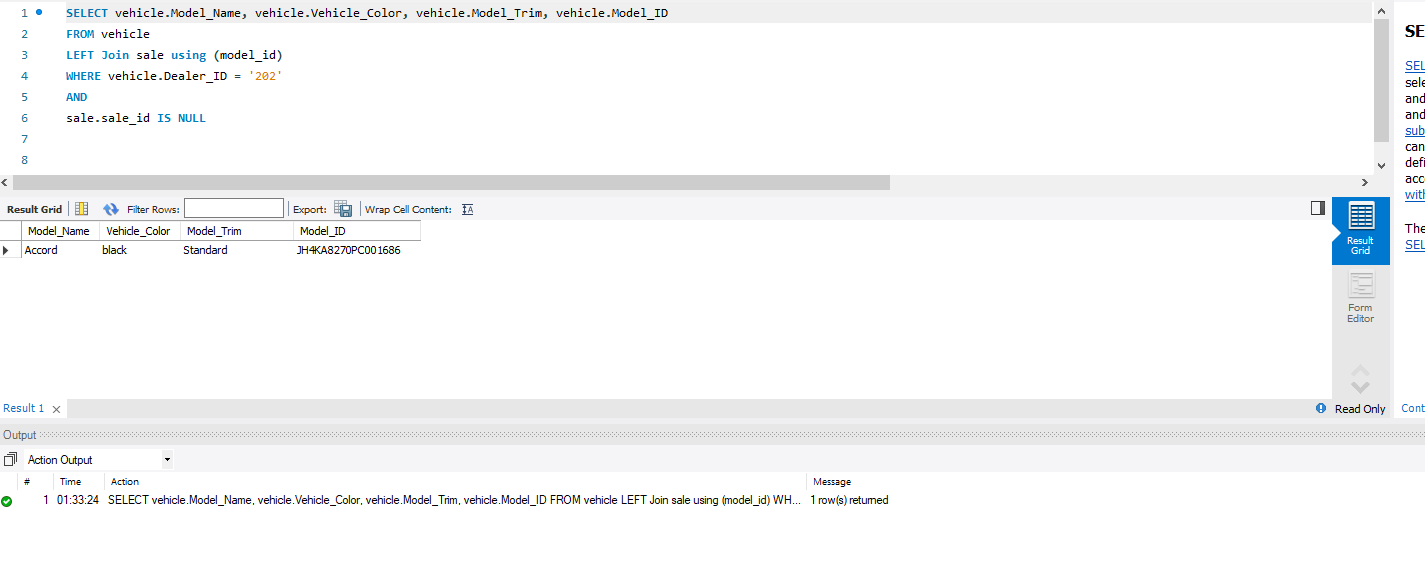 1 SELECT vehicle.Model_Name, vehicle.Vehicle_Color, vehicle.Model_Trim, vehicle.Model_ID
2 FROM vehicle
3 LEFT Join sale using (model_id)
4 WHERE vehicle.Dealer_ID = '202'
5 AND
6 sale.sale_id IS NULL
7
8
SE
SEL
sele
and
and
sub
can
defi
acc
with
The
SEL
Result Grid Filter Rows: Export: Wrap Cell Content:
Model_Name Vehicle_Color Model_Trim Model_ID
Accord black Standard JH4KA8270PC001686
Result
Grid
Form
Editor
Result 1 Read Only Cont
Output
Action Output
# Time Action Message
1 01:33:24 SELECT vehicle.Model_Name, vehicle.Vehicle_Color, vehicle.Model_Trim, vehicle.Model_ID FROM vehicle LEFT Join sale using (model_id) WH... 1 row(s) returned